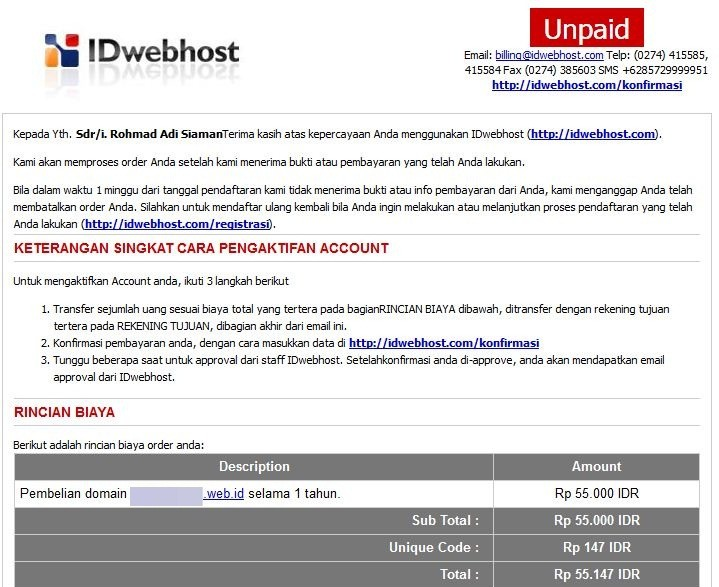 IDwebhost
Unpaid
Email: billing@idwebhost.com Telp: (0274) 415585,
415584 Fax (0274) 385603 SMS +6285729999951
http://idwebhost.com/konfirmasi
Kepada Yth. Sdr/i. Rohmad Adi SiamanTerima kasih atas kepercayaan Anda menggunakan IDwebhost (http://idwebhost.com).
Kami akan memproses order Anda setelah kami menerima bukti atau pembayaran yang telah Anda lakukan.
Bila dalam waktu 1 minggu dari tanggal pendaftaran kami tidak menerima bukti atau info pembayaran dari Anda, kami menganggap Anda telah
membatalkan order Anda. Silahkan untuk mendaftar ulang kembali bila Anda ingin melakukan atau melanjutkan proses pendaftaran yang telah
Anda lakukan (http://idwebhost.com/registrasi).
KETERANGAN SINGKAT CARA PENGAKTIFAN ACCOUNT
Untuk mengaktifkan Account anda, ikuti 3 langkah berikut
1. Transfer sejumlah uang sesuai biaya total yang tertera pada bagianRINCIAN BIAYA dibawah, ditransfer dengan rekening tujuan
tertera pada REKENING TUJUAN, dibagian akhir dari email ini.
2. Konfirmasi pembayaran anda, dengan cara masukkan data di http://idwebhost.com/konfirmasi
3. Tunggu beberapa saat untuk approval dari staff IDwebhost. Setelahkonfirmasi anda di-approve, anda akan mendapatkan email
approval dari IDwebhost.
RINCIAN BIAYA
Berikut adalah rincian biaya order anda:
Description Amount
Pembelian domain .web.id selama 1 tahun. Rp 55.000 IDR
Sub Total : Rp 55.000 IDR
Unique Code : Rp 147 IDR
Total : Rp 55.147 IDR